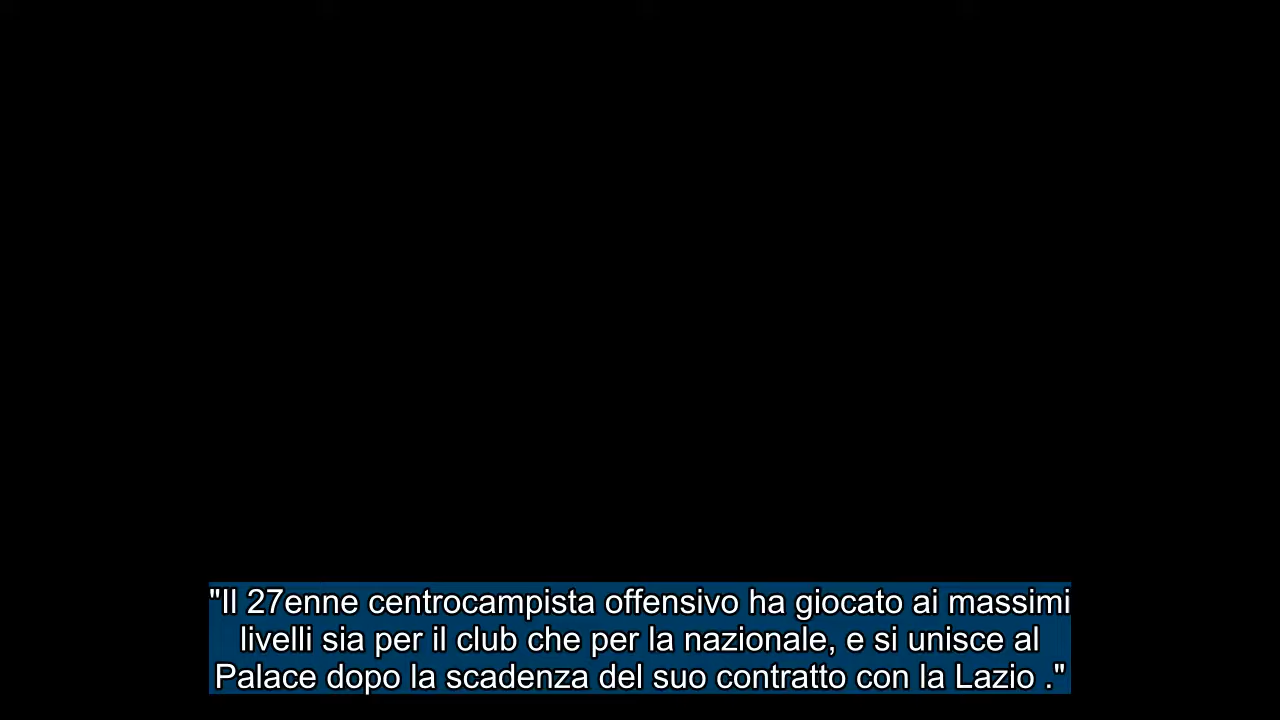 "Il 27enne centrocampista offensivo ha giocato ai massimi
livelli sia per il club che per la nazionale, e si unisce al
Palace dopo la scadenza del suo contratto con la Lazio ."